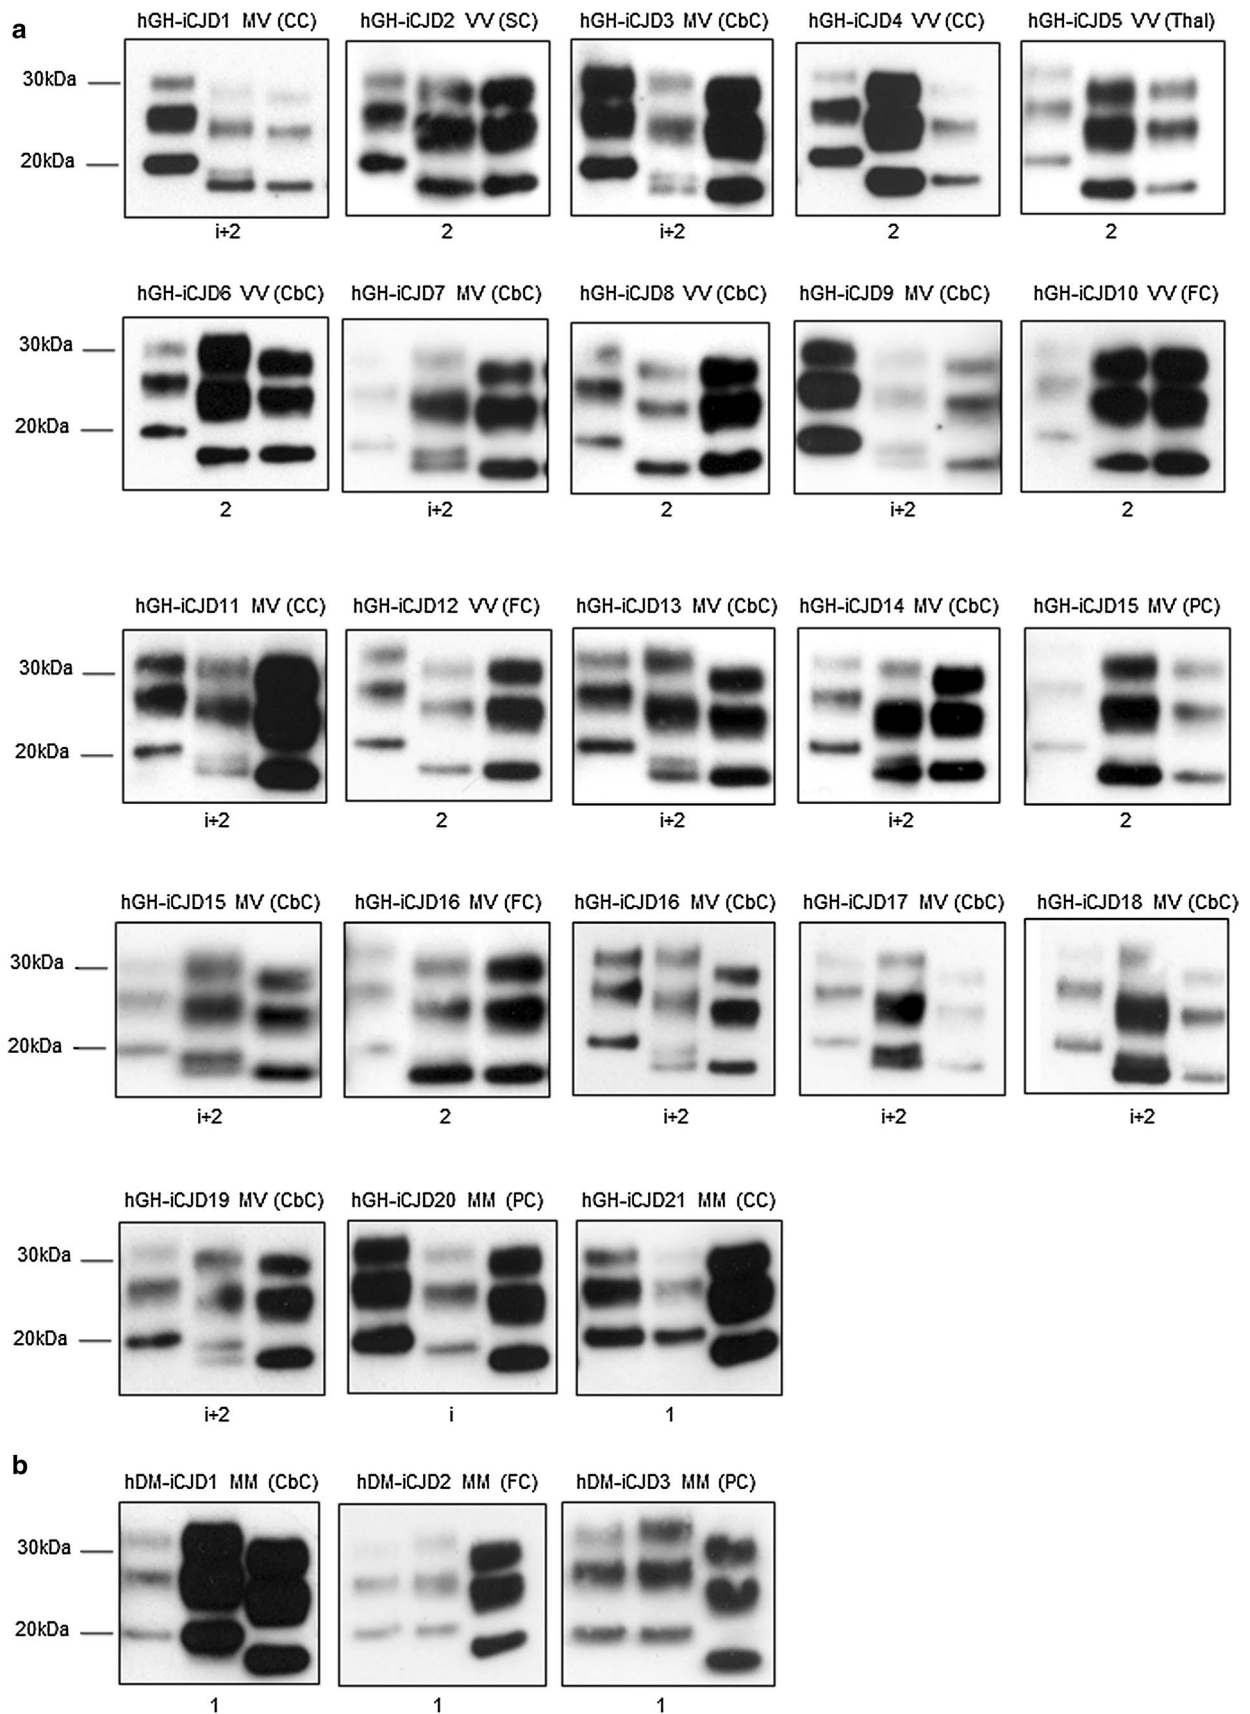 a
hGH-iCJD1 MV (CC) hGH-iCJD2 VV (SC) hGH-iCJD3 MV (CbC) hGH-iCJD4 VV (CC) hGH-iCJD5 VV (Thal)
30kDa
20kDa
i+2 2 i+2 2 2
hGH-iCJD6 VV (CbC) hGH-iCJD7 MV (CbC) hGH-iCJD8 VV (CbC) hGH-iCJD9 MV (CbC) hGH-iCJD10 VV (FC)
30kDa
20kDa
2 i+2 2 i+2 2
hGH-iCJD11 MV (CC) hGH-iCJD12 VV (FC) hGH-iCJD13 MV (CbC) hGH-iCJD14 MV (CbC) hGH-iCJD15 MV (PC)
30kDa
20kDa
i+2 2 i+2 i+2 2
hGH-iCJD15 MV (CbC) hGH-iCJD16 MV (FC) hGH-iCJD16 MV (CbC) hGH-iCJD17 MV (CbC) hGH-iCJD18 MV (CbC)
30kDa
20kDa
i+2 2 i+2 i+2 i+2
hGH-iCJD19 MV (CbC) hGH-iCJD20 MM (PC) hGH-iCJD21 MM (CC)
30kDa
20kDa
i+2 i 1
b
hDM-iCJD1 MM (CbC) hDM-iCJD2 MM (FC) hDM-iCJD3 MM (PC)
30kDa
20kDa
1 1 1